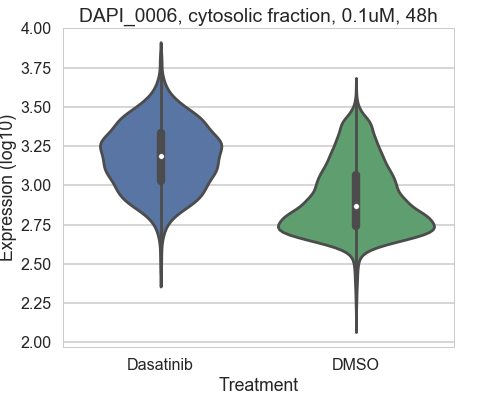 DAPI_0006, cytosolic fraction, 0.1uM, 48h
4.00
3.75
3.50
3.25
3.00
2.75
2.50
2.25
2.00
Expression (log10)
Dasatinib
DMSO
Treatment